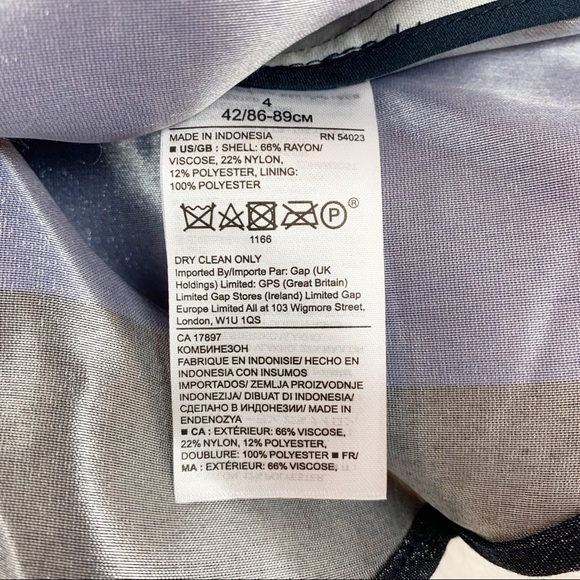 4
42/86-89CM
MADE IN INDONESIA RN 54023
■ US/GB : SHELL: 66% RAYON/
VISCOSE, 22% NYLON,
12% POLYESTER, LINING:
100% POLYESTER
P ®
1166
DRY CLEAN ONLY
Imported By/Importe Par: Gap (UK
Holdings) Limited: GPS (Great Britain)
Limited Gap Stores (Ireland) Limited Gap
Europe Limited All at 103 Wigmore Street,
London, W1U 1QS
CA 17897
КОМБИНЕЗОН
FABRIQUE EN INDONISIE/ HECHO EN
INDONESIA CON INSUMOS
IMPORTADOS/ ZEMLJA PROIZVODNJE
INDONEZIJA/ DIBUAT DI INDONESIA/
СДЕЛАНО В ИНДОНЕЗИИ/ MADE IN
ENDENOZYA
■ CA : EXTÉRIEUR: 66% VISCOSE,
22% NYLON, 12% POLYESTER,
DOUBLURE: 100% POLYESTER ■ FR/
MA : EXTÉRIEUR: 66% VISCOSE,